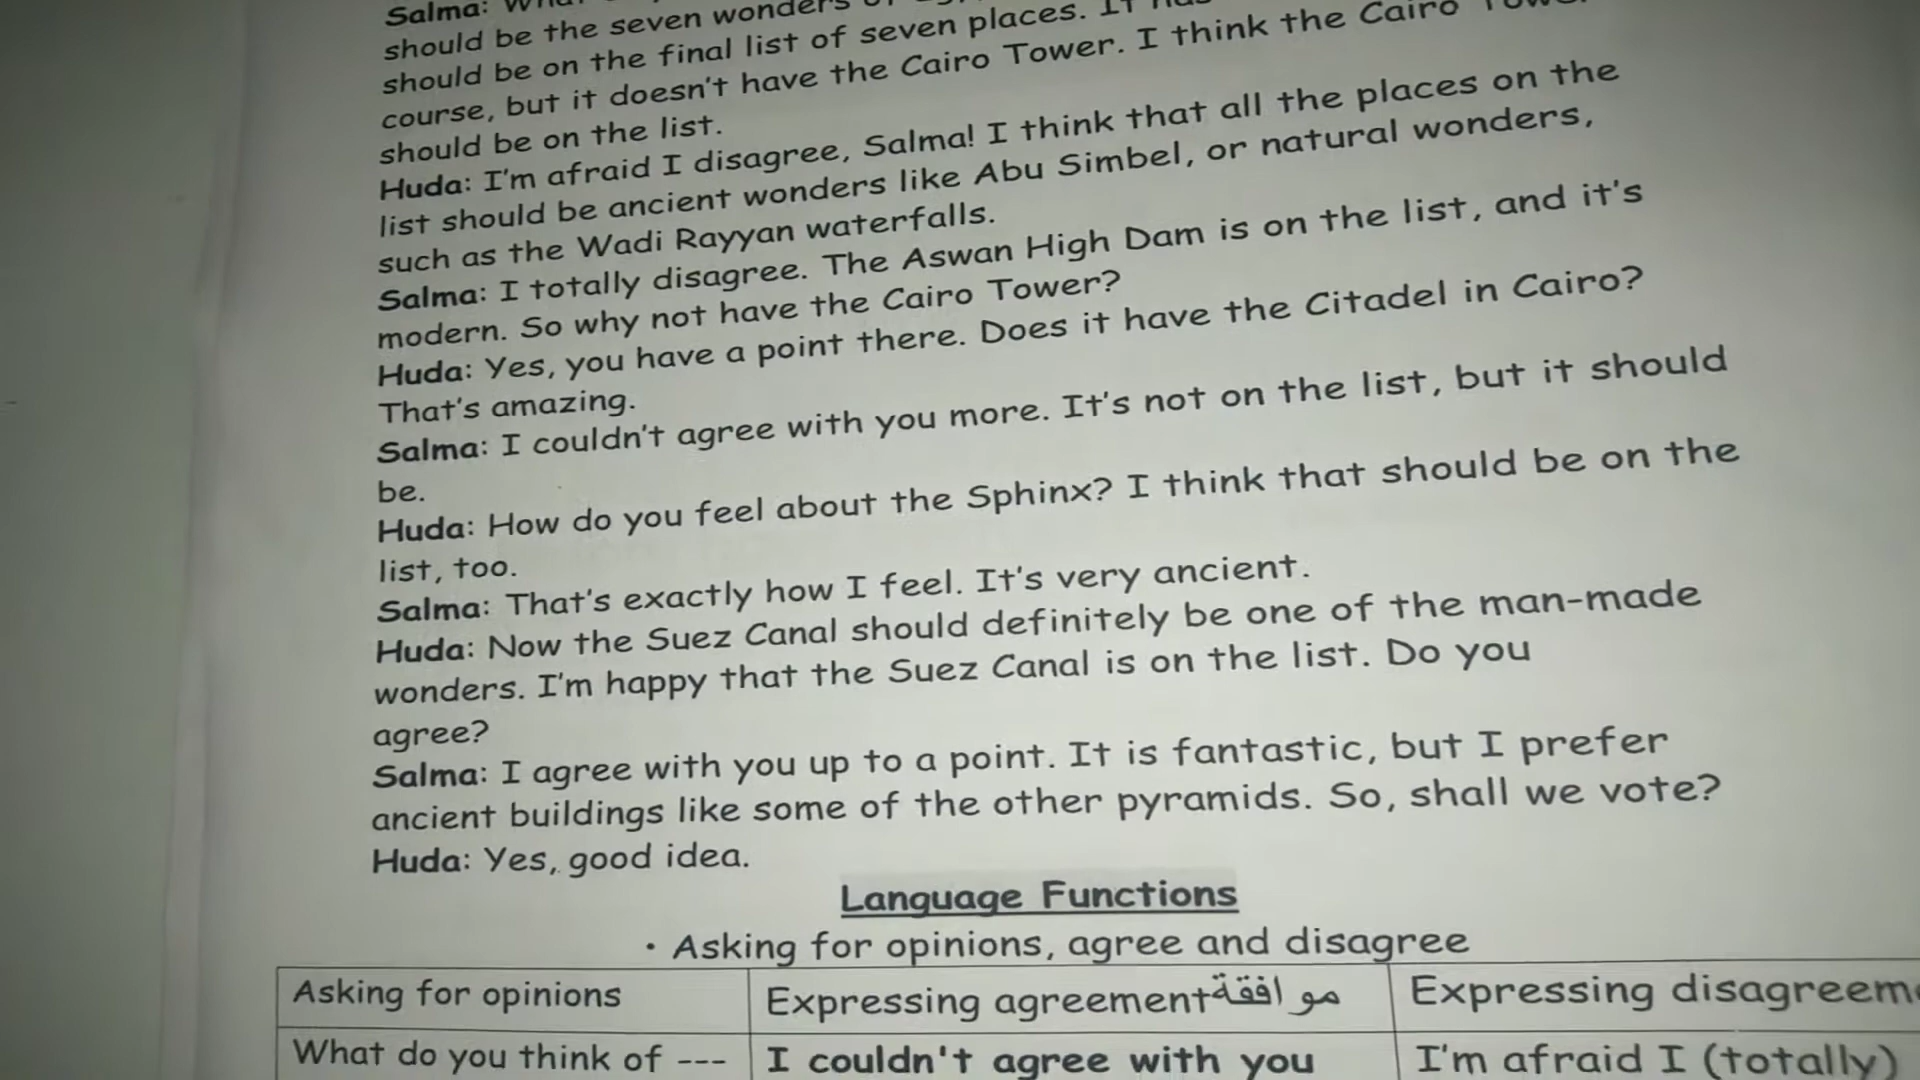 Salma:
should be the seven wonders
should be on the final list of seven places. It
course, but it doesn't have the Cairo Tower. I think the Cairo
should be on the list.
Huda: I'm afraid I disagree, Salma! I think that all the places on the
list should be ancient wonders like Abu Simbel, or natural wonders,
such as the Wadi Rayyan waterfalls.
Salma: I totally disagree. The Aswan High Dam is on the list, and it's
modern. So why not have the Cairo Tower?
Huda: Yes, you have a point there. Does it have the Citadel in Cairo?
That's amazing.
Salma: I couldn't agree with you more. It's not on the list, but it should
be.
Huda: How do you feel about the Sphinx? I think that should be on the
list, too.
Salma: That's exactly how I feel. It's very ancient.
Huda: Now the Suez Canal should definitely be one of the man-made
wonders. I'm happy that the Suez Canal is on the list. Do you
agree?
Salma: I agree with you up to a point. It is fantastic, but I prefer
ancient buildings like some of the other pyramids. So, shall we vote?
Huda: Yes, good idea.
Language Functions
• Asking for opinions, agree and disagree
Asking for opinions
Expressing agreement موافقة
Expressing disagreem
What do you think of ---
I couldn't agree with you
I'm afraid I (totally)